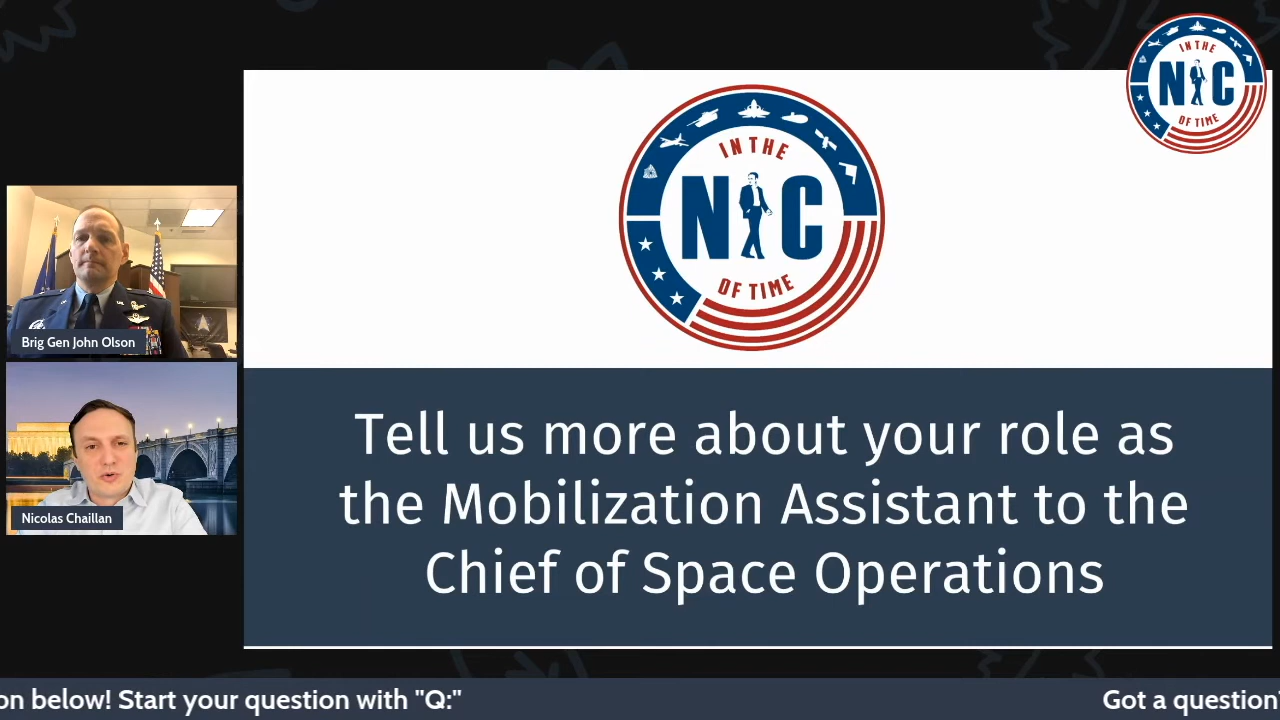 IN THE
NIC
OF TIME
IN THE
NIC
OF TIME
Brig Gen John Olson
Nicolas Chaillan
Tell us more about your role as
the Mobilization Assistant to the
Chief of Space Operations
on below! Start your question with "Q:"
Got a question